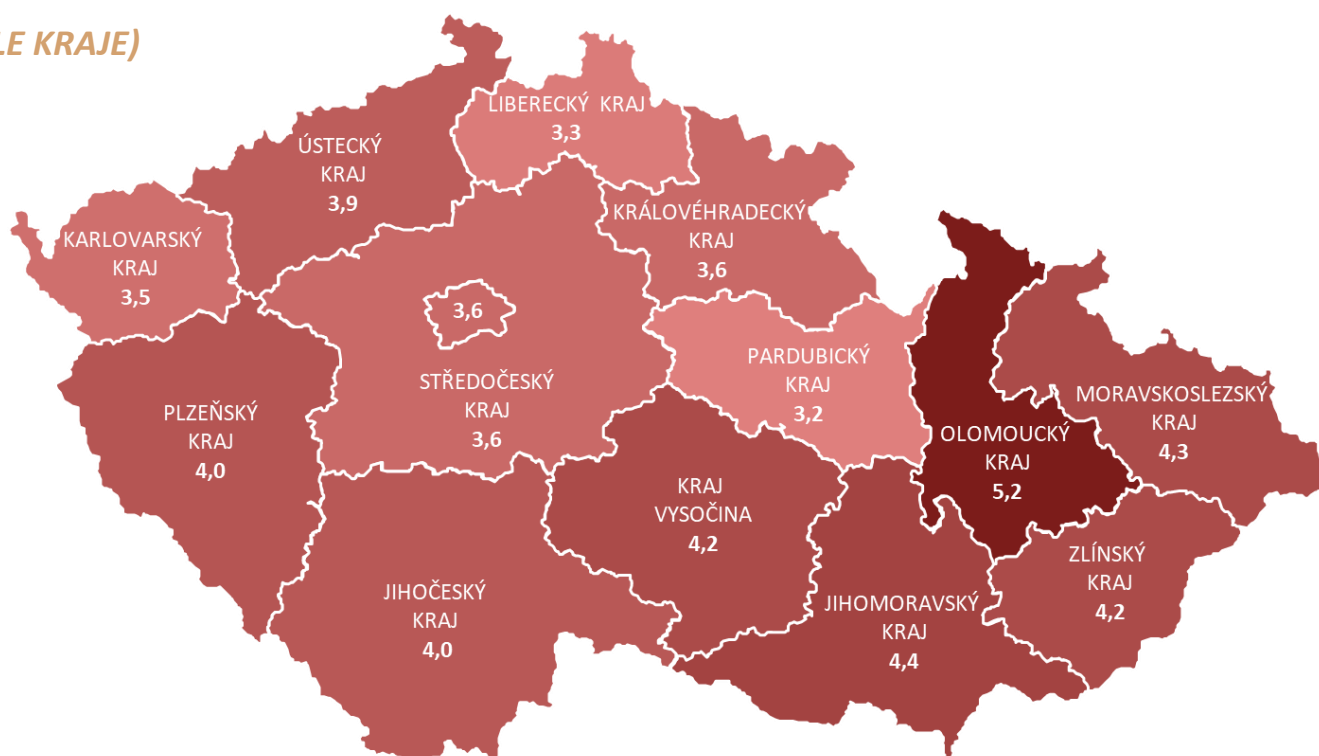 LE KRAJE)
LIBERECKÝ KRAJ
3,3
ÚSTECKÝ
KRAJ
3,9
KRÁLOVÉHRADECKÝ
KRAJ
3,6
KARLOVARSKÝ
KRAJ
3,5
3,6
PARDUBICKÝ
KRAJ
3,2
STŘEDOČESKÝ
KRAJ
3,6
MORAVSKOSLEZSKÝ
KRAJ
4,3
PLZEŇSKÝ
KRAJ
4,0
OLOMOUCKÝ
KRAJ
5,2
KRAJ
VYSOČINA
4,2
ZLÍNSKÝ
KRAJ
4,2
JIHOČESKÝ
KRAJ
4,0
JIHOMORAVSKÝ
KRAJ
4,4